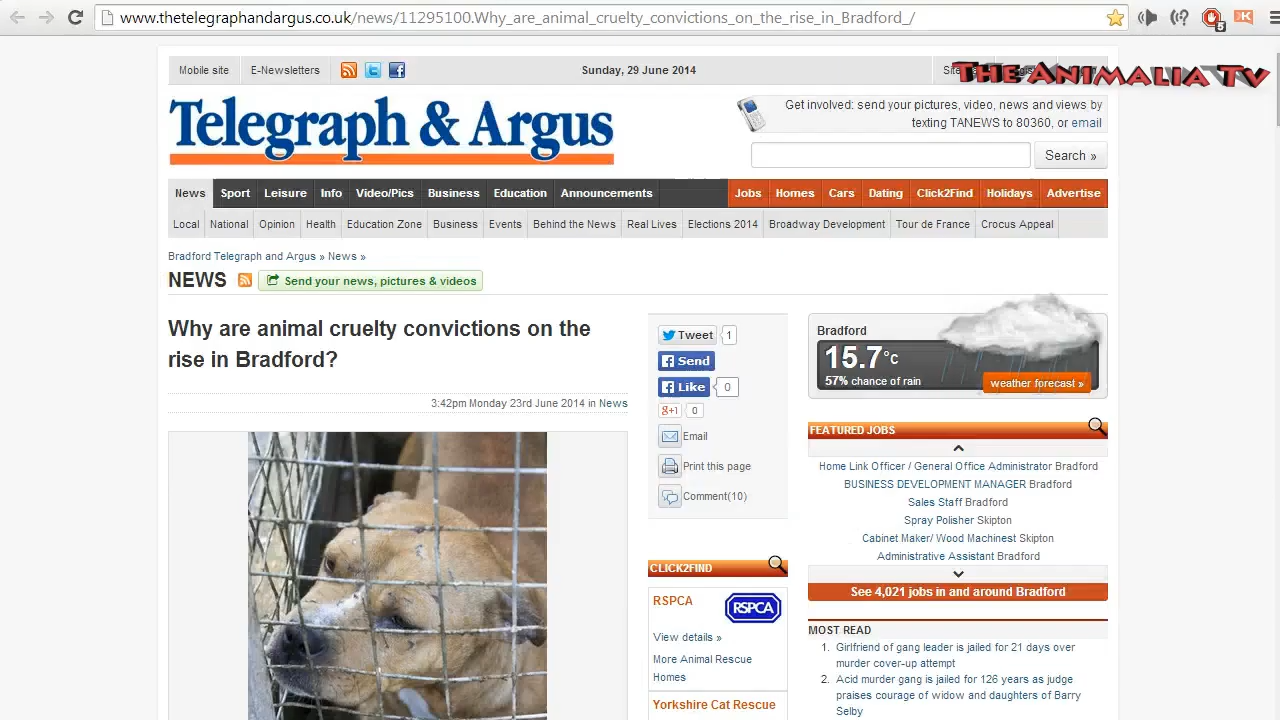 www.thetelegraphandargus.co.uk/news/11295100.Why_are_animal_cruelty_convictions_on_the_rise_in_Bradford_/
5
K
Mobile site
E-Newsletters
Sunday, 29 June 2014
The Animalia Tv
Telegraph & Argus
Get involved: send your pictures, video, news and views by
texting TANEWS to 80360, or email
Search »
News Sport Leisure Info Video/Pics Business Education Announcements Jobs Homes Cars Dating Click2Find Holidays Advertise
Local National Opinion Health Education Zone Business Events Behind the News Real Lives Elections 2014 Broadway Development Tour de France Crocus Appeal
Bradford Telegraph and Argus » News »
NEWS
Send your news, pictures & videos
Why are animal cruelty convictions on the
rise in Bradford?
3:42pm Monday 23rd June 2014 in News
Tweet 1
Send
Like 0
g+1 0
Email
Print this page
Comment(10)
CLICK2FIND
RSPCA
RSPCA
View details »
More Animal Rescue
Homes
Yorkshire Cat Rescue
Bradford
15.7°C
57% chance of rain
weather forecast »
FEATURED JOBS
Home Link Officer / General Office Administrator Bradford
BUSINESS DEVELOPMENT MANAGER Bradford
Sales Staff Bradford
Spray Polisher Skipton
Cabinet Maker/ Wood Machinest Skipton
Administrative Assistant Bradford
See 4,021 jobs in and around Bradford
MOST READ
1. Girlfriend of gang leader is jailed for 21 days over
murder cover-up attempt
2. Acid murder gang is jailed for 126 years as judge
praises courage of widow and daughters of Barry
Selby